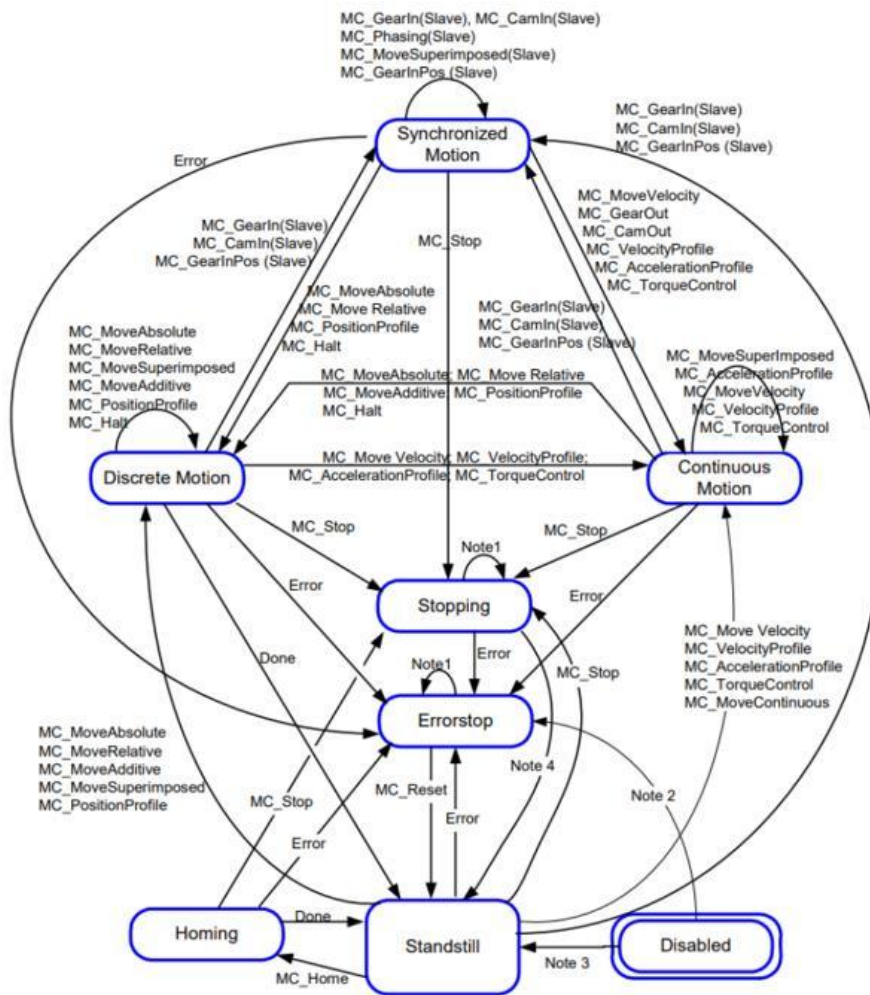 MC_GearIn(Slave), MC_CamIn(Slave)
MC_Phasing(Slave)
MC_MoveSuperimposed(Slave)
MC_GearInPos (Slave)
Synchronized
Motion
MC_GearIn(Slave)
MC_CamIn(Slave)
MC_GearInPos (Slave)
Error
MC_GearIn(Slave)
MC_CamIn(Slave)
MC_GearInPos (Slave)
MC_Stop
MC_MoveVelocity
MC_GearOut
MC_CamOut
MC_VelocityProfile
MC_AccelerationProfile
MC_TorqueControl
MC_MoveAbsolute
MC_Move Relative
MC_PositionProfile
MC_Halt
MC_GearIn(Slave)
MC_CamIn(Slave)
MC_GearInPos (Slave)
MC_MoveAbsolute
MC_MoveRelative
MC_MoveSuperimposed
MC_MoveAdditive
MC_PositionProfile
MC_Halt
MC_MoveSuperImposed
MC_AccelerationProfile
MC_MoveVelocity
MC_VelocityProfile
MC_TorqueControl
MC_MoveAbsolute; MC_Move Relative
MC_MoveAdditive; MC_PositionProfile
MC_Halt
Discrete Motion
MC_Move Velocity; MC_VelocityProfile;
MC_AccelerationProfile; MC_TorqueControl
Continuous
Motion
MC_Stop
MC_Stop
Note1
Stopping
Error
Error
Error
Done
MC_Stop
Note1
Errorstop
MC_Move Velocity
MC_VelocityProfile
MC_AccelerationProfile
MC_TorqueControl
MC_MoveContinuous
MC_MoveAbsolute
MC_MoveRelative
MC_MoveAdditive
MC_MoveSuperimposed
MC_PositionProfile
MC_Stop
MC_Reset
Note 4
Note 2
Error
Error
Homing
Done
Standstill
Note 3
Disabled
MC_Home